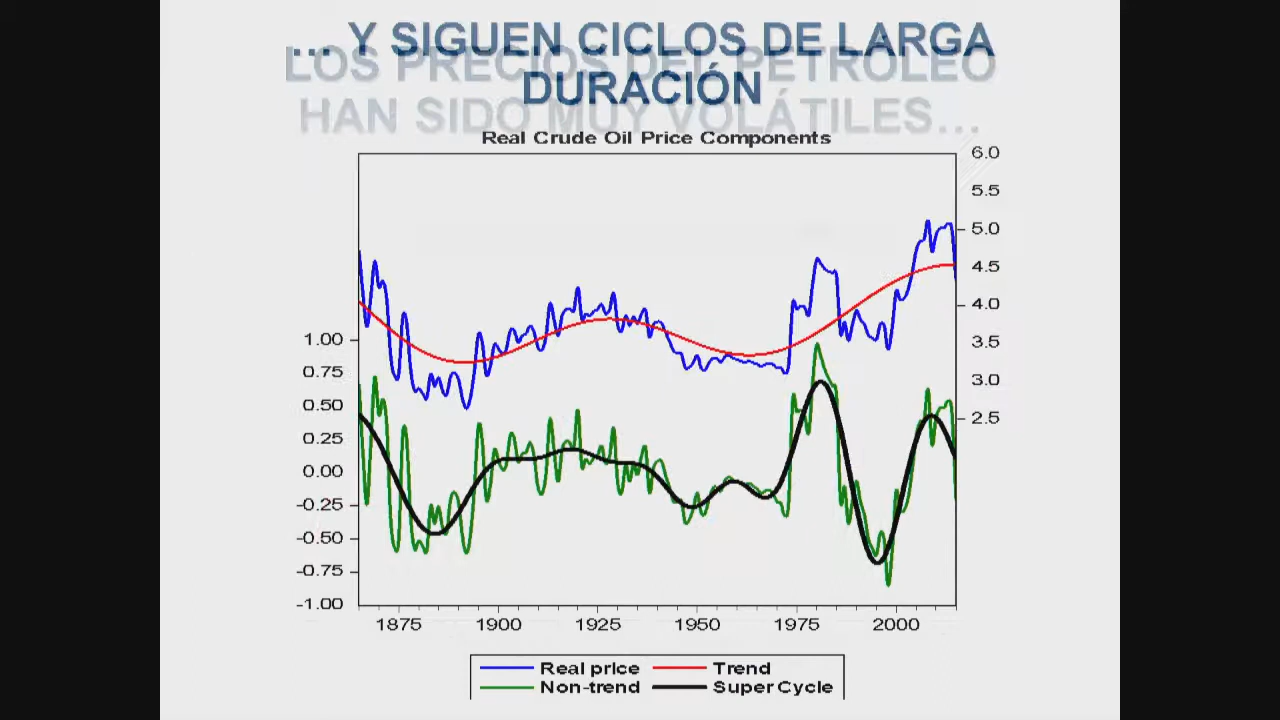 … Y SIGUEN CICLOS DE LARGA
DURACIÓN
LOS PRECIOS DEL PETRÓLEO
HAN SIDO MUY VOLÁTILES…
Real Crude Oil Price Components
6.0
5.5
5.0
4.5
4.0
3.5
3.0
2.5
1.00
0.75
0.50
0.25
0.00
-0.25
-0.50
-0.75
-1.00
1875 1900 1925 1950 1975 2000
Real price Trend
Non-trend Super Cycle